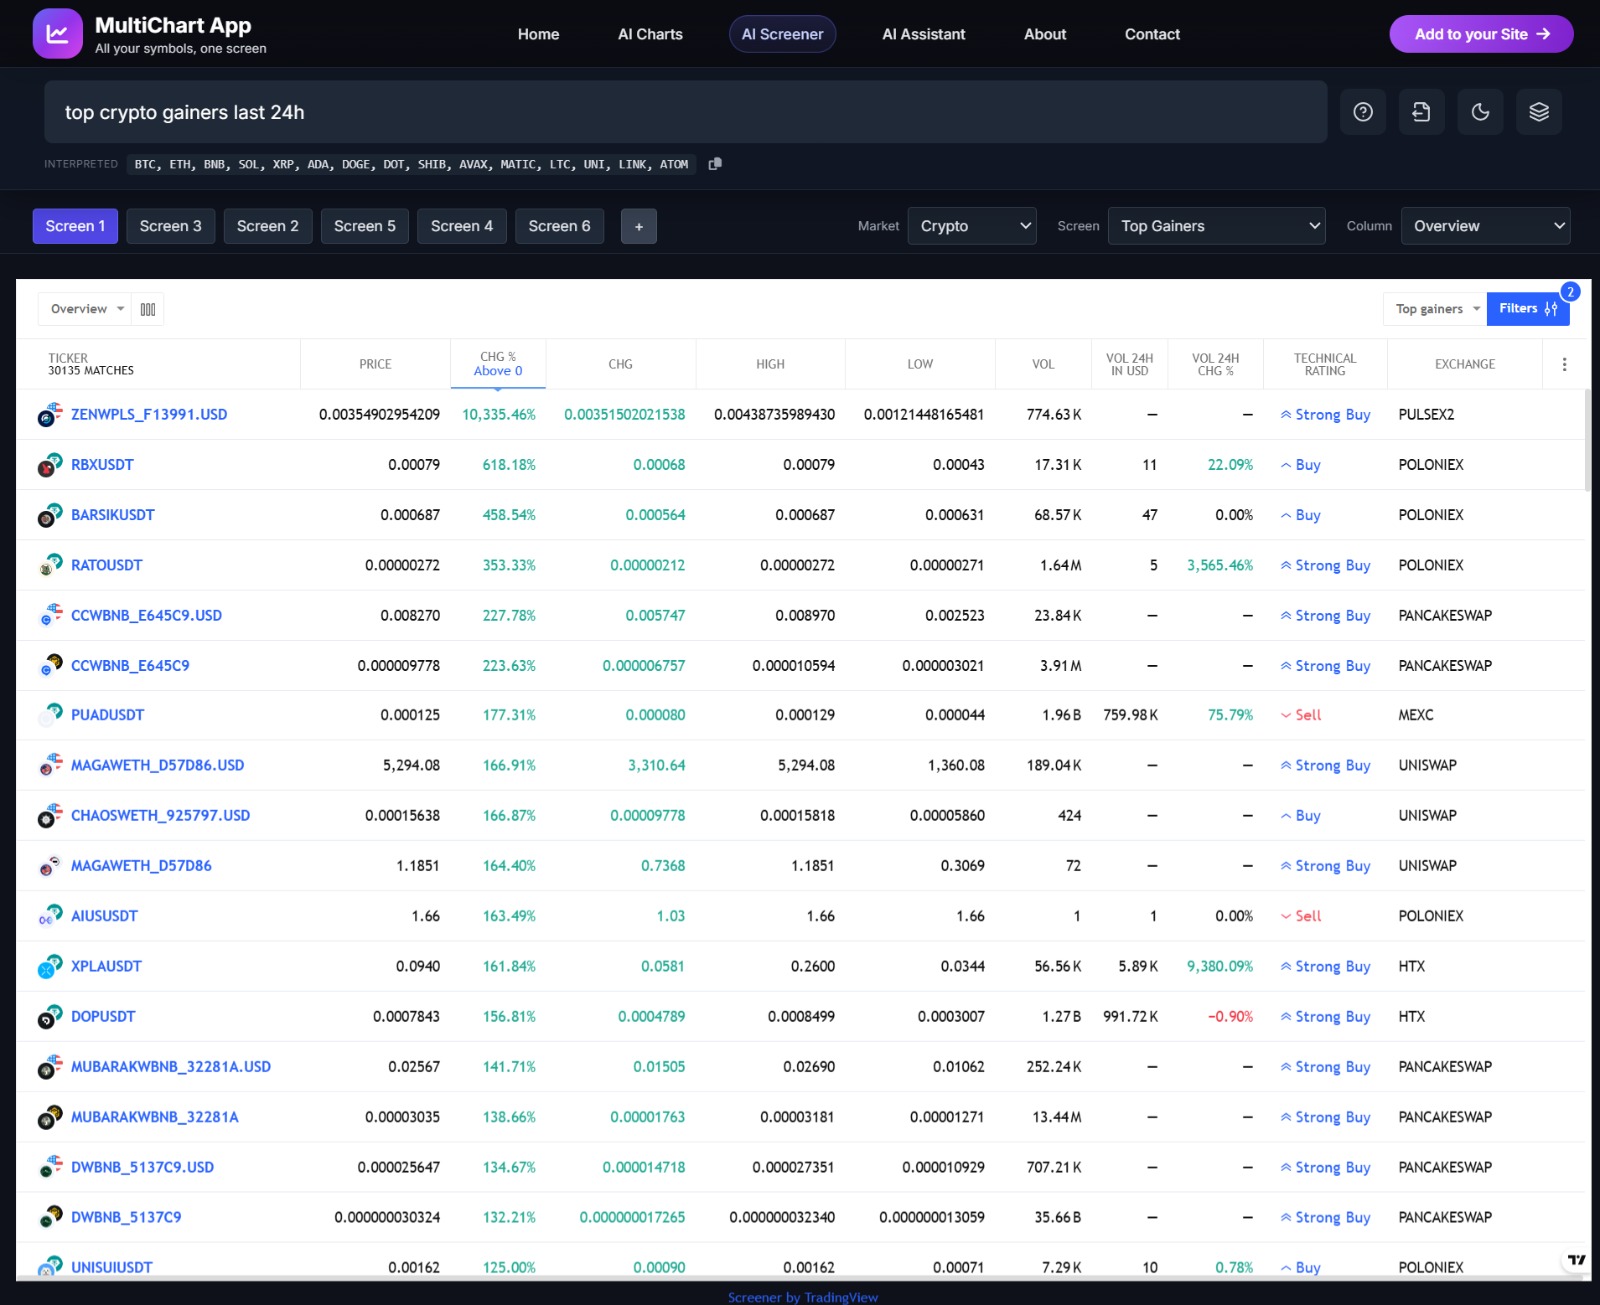 MultiChart App
All your symbols, one screen
Home AI Charts AI Screener AI Assistant About Contact Add to your Site →
top crypto gainers last 24h
INTERPRETED BTC, ETH, BNB, SOL, XRP, ADA, DOGE, DOT, SHIB, AVAX, MATIC, LTC, UNI, LINK, ATOM
Screen 1 Screen 3 Screen 2 Screen 5 Screen 4 Screen 6 + Market Crypto Screen Top Gainers Column Overview
Overview Top gainers Filters 2
TICKER 30135 MATCHES PRICE CHG % Above 0 CHG HIGH LOW VOL VOL 24H IN USD VOL 24H CHG % TECHNICAL RATING EXCHANGE
ZENWPLS_F13991.USD 0.00354902954209 10,335.46% 0.00351502021538 0.00438735989430 0.00121448165481 774.63 K — — Strong Buy PULSEX2
RBXUSDT 0.00079 618.18% 0.00068 0.00079 0.00043 17.31 K 11 22.09% Buy POLONIEX
BARSIKUSDT 0.000687 458.54% 0.000564 0.000687 0.000631 68.57 K 47 0.00% Buy POLONIEX
RATOUSDT 0.00000272 353.33% 0.00000212 0.00000272 0.00000271 1.64 M 5 3,565.46% Strong Buy POLONIEX
CCWBNB_E645C9.USD 0.008270 227.78% 0.005747 0.008970 0.002523 23.84 K — — Strong Buy PANCAKESWAP
CCWBNB_E645C9 0.000009778 223.63% 0.000006757 0.000010594 0.000003021 3.91 M — — Strong Buy PANCAKESWAP
PUADUSDT 0.000125 177.31% 0.000080 0.000129 0.000044 1.96 B 759.98 K 75.79% Sell MEXC
MAGAWETH_D57D86.USD 5,294.08 166.91% 3,310.64 5,294.08 1,360.08 189.04 K — — Strong Buy UNISWAP
CHAOSWETH_925797.USD 0.00015638 166.87% 0.00009778 0.00015818 0.00005860 424 — — Buy UNISWAP
MAGAWETH_D57D86 1.1851 164.40% 0.7368 1.1851 0.3069 72 — — Strong Buy UNISWAP
AIUSUSDT 1.66 163.49% 1.03 1.66 1.66 1 1 0.00% Sell POLONIEX
XPLAUSDT 0.0940 161.84% 0.0581 0.2600 0.0344 56.56 K 5.89 K 9,380.09% Strong Buy HTX
DOPUSDT 0.0007843 156.81% 0.0004789 0.0008499 0.0003007 1.27 B 991.72 K −0.90% Strong Buy HTX
MUBARAKWBNB_32281A.USD 0.02567 141.71% 0.01505 0.02690 0.01062 252.24 K — — Strong Buy PANCAKESWAP
MUBARAKWBNB_32281A 0.00003035 138.66% 0.00001763 0.00003181 0.00001271 13.44 M — — Strong Buy PANCAKESWAP
DWBNB_5137C9.USD 0.000025647 134.67% 0.000014718 0.000027351 0.000010929 707.21 K — — Strong Buy PANCAKESWAP
DWBNB_5137C9 0.000000030324 132.21% 0.000000017265 0.000000032340 0.000000013059 35.66 B — — Strong Buy PANCAKESWAP
UNISUIUSDT 0.00162 125.00% 0.00090 0.00162 0.00071 7.29 K 10 0.78% Buy POLONIEX
Screener by TradingView